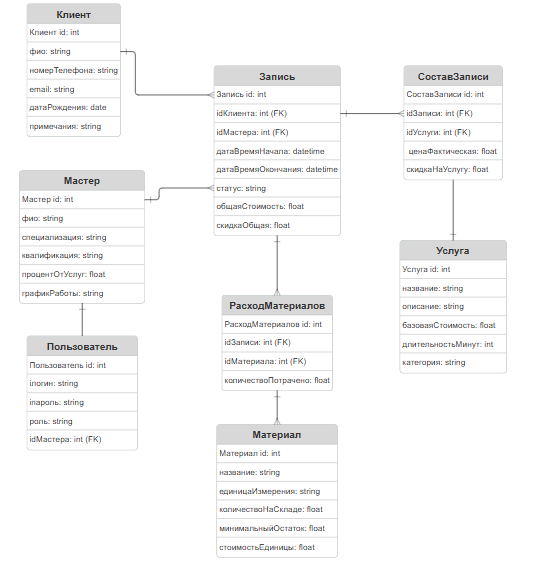 Клиент
Клиент id: int
фио: string
номерТелефона: string
email: string
датаРождения: date
примечания: string
Запись
Запись id: int
idКлиента: int (FK)
idМастера: int (FK)
датаВремяНачала: datetime
датаВремяОкончания: datetime
статус: string
общаяСтоимость: float
скидкаОбщая: float
СоставЗаписи
СоставЗаписи id: int
idЗаписи: int (FK)
idУслуги: int (FK)
ценаФактическая: float
скидкаНаУслугу: float
Мастер
Мастер id: int
фио: string
специализация: string
квалификация: string
процентОтУслуг: float
графикРаботы: string
Услуга
Услуга id: int
название: string
описание: string
базоваяСтоимость: float
длительностьМинут: int
категория: string
РасходМатериалов
РасходМатериалов id: int
idЗаписи: int (FK)
idМатериала: int (FK)
количествоПотрачено: float
Пользователь
Пользователь id: int
iлогин: string
iпароль: string
роль: string
idМастера: int (FK)
Материал
Материал id: int
название: string
единицаИзмерения: string
количествоНаСкладе: float
минимальныйОстаток: float
стоимостьЕдиницы: float